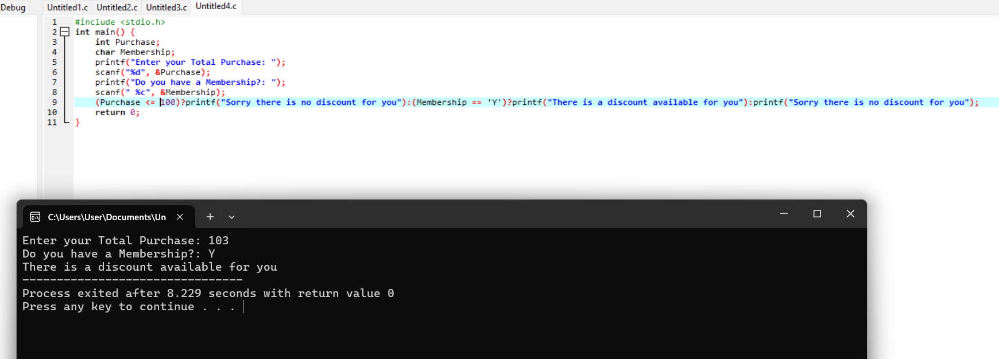 Debug Untitled1.c Untitled2.c Untitled3.c Untitled4.c
1 #include <stdio.h>
2 int main() {
3 int Purchase;
4 char Membership;
5 printf("Enter your Total Purchase: ");
6 scanf("%d", &Purchase);
7 printf("Do you have a Membership?: ");
8 scanf(" %c", &Membership);
9 (Purchase <= 100)?printf("Sorry there is no discount for you"):(Membership == 'Y')?printf("There is a discount available for you"):printf("Sorry there is no discount for you");
10 return 0;
11 }
C:\Users\User\Documents\Un
Enter your Total Purchase: 103
Do you have a Membership?: Y
There is a discount available for you
--------------------------------
Process exited after 8.229 seconds with return value 0
Press any key to continue . . .